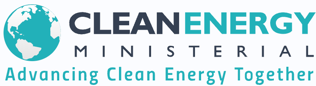 CLEANENERGY
MINISTERIAL
Advancing Clean Energy Together